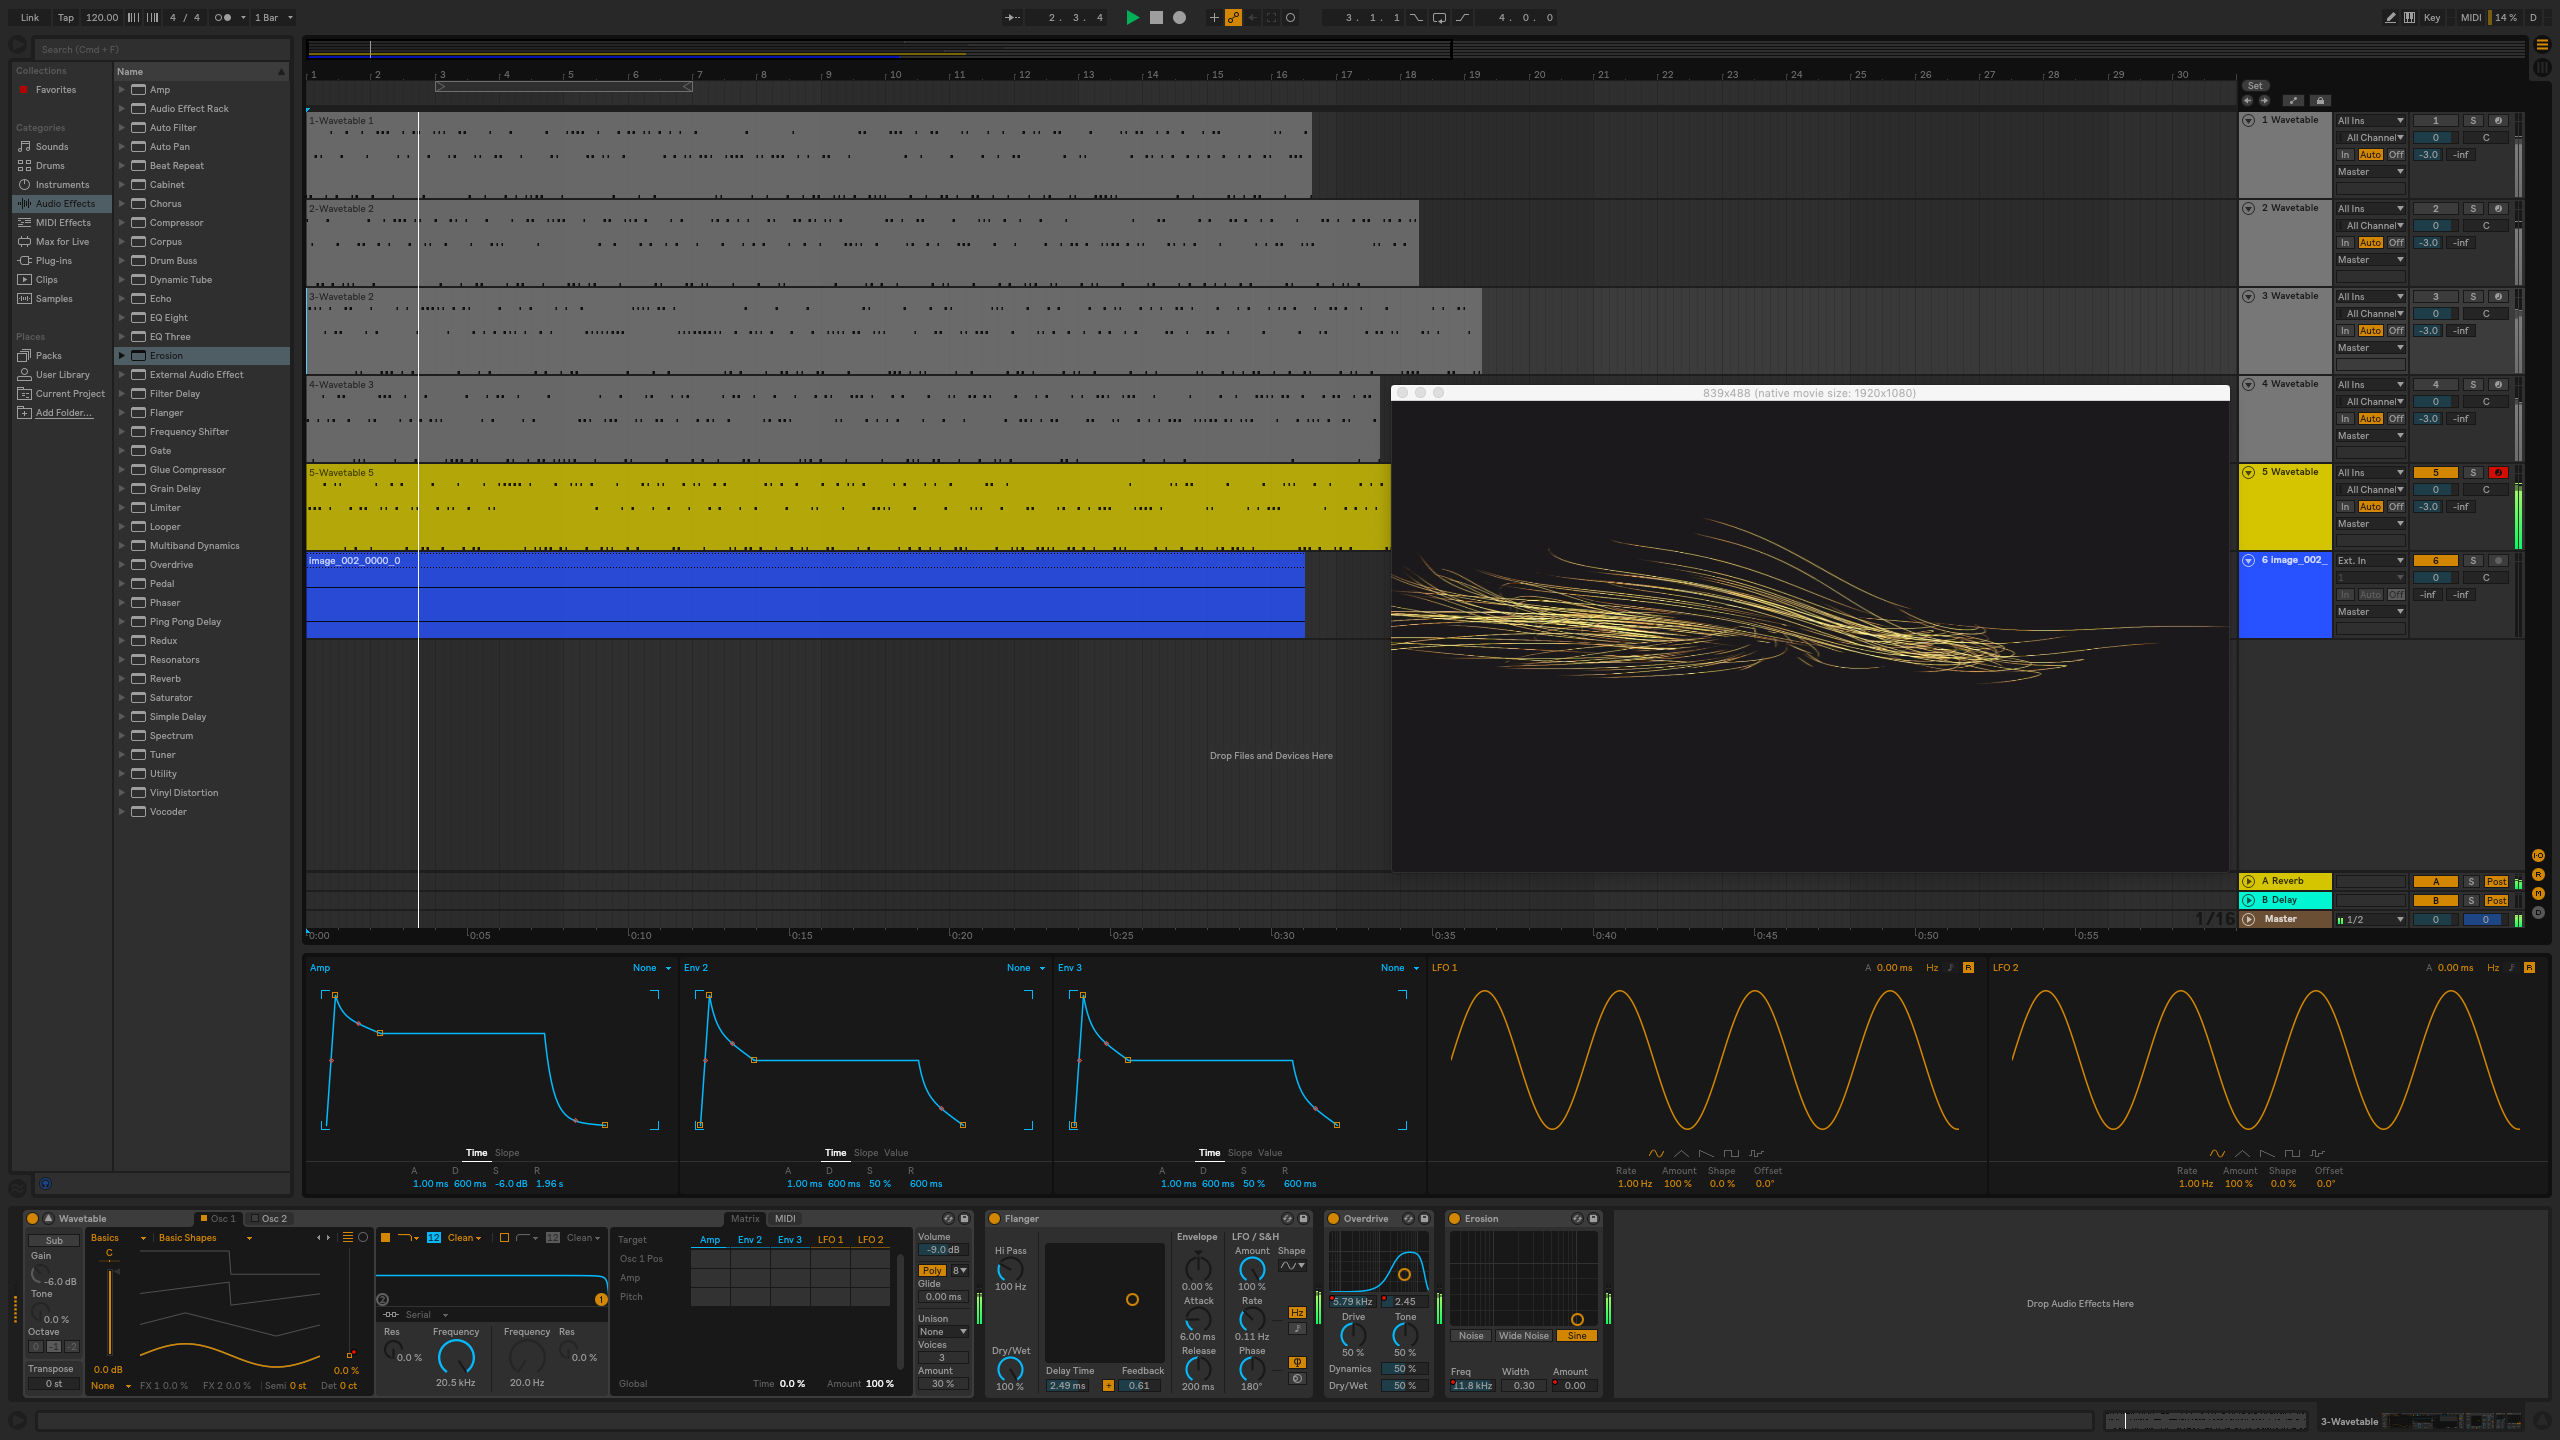 Link Tap 120.00 4 / 4 1 Bar 2. 3. 4 3. 1. 1 4. 0. 0 Key MIDI 14 % D
Search (Cmd + F)
Collections
Favorites
Categories
Sounds
Drums
Instruments
Audio Effects
MIDI Effects
Max for Live
Plug-ins
Clips
Samples
Places
Packs
User Library
Current Project
Add Folder...
Name
Amp
Audio Effect Rack
Auto Filter
Auto Pan
Beat Repeat
Cabinet
Chorus
Compressor
Corpus
Drum Buss
Dynamic Tube
Echo
EQ Eight
EQ Three
Erosion
External Audio Effect
Filter Delay
Flanger
Frequency Shifter
Gate
Glue Compressor
Grain Delay
Limiter
Looper
Multiband Dynamics
Overdrive
Pedal
Phaser
Ping Pong Delay
Redux
Resonators
Reverb
Saturator
Simple Delay
Spectrum
Tuner
Utility
Vinyl Distortion
Vocoder
1 2 3 4 5 6 7 8 9 10 11 12 13 14 15 16 17 18 19 20 21 22 23 24 25 26 27 28 29 30
Set
1-Wavetable 1
2-Wavetable 2
3-Wavetable 2
4-Wavetable 3
5-Wavetable 5
image_002_0000_0
839x488 (native movie size: 1920x1080)
Drop Files and Devices Here
1 Wavetable All Ins 1 S
All Channel 0 C
In Auto Off -3.0 -inf
Master
2 Wavetable All Ins 2 S
All Channel 0 C
In Auto Off -3.0 -inf
Master
3 Wavetable All Ins 3 S
All Channel 0 C
In Auto Off -3.0 -inf
Master
4 Wavetable All Ins 4 S
All Channel 0 C
In Auto Off -3.0 -inf
Master
5 Wavetable All Ins 5 S
All Channel 0 C
In Auto Off -3.0 -inf
Master
6 image_002_ Ext. In 6
1 0 C
In Auto Off -inf -inf
Master
A Reverb A S Post
B Delay B S Post
1/16 Master 1/2 0 0
0:00 0:05 0:10 0:15 0:20 0:25 0:30 0:35 0:40 0:45 0:50 0:55
Amp None
Time Slope
A D S R
1.00 ms 600 ms -6.0 dB 1.96 s
Env 2 None
Time Slope Value
A D S R
1.00 ms 600 ms 50 % 600 ms
Env 3 None
Time Slope Value
A D S R
1.00 ms 600 ms 50 % 600 ms
LFO 1 A 0.00 ms Hz R
Rate Amount Shape Offset
1.00 Hz 100 % 0.0 % 0.0°
LFO 2 A 0.00 ms Hz R
Rate Amount Shape Offset
1.00 Hz 100 % 0.0 % 0.0°
Wavetable Osc 1 Osc 2
Sub
Gain
-6.0 dB
Tone
0.0 %
Octave
0 -1 -2
Transpose
0 st
Basics Basic Shapes
C
0.0 dB 0.0 %
None FX 1 0.0 % FX 2 0.0 % Semi 0 st Det 0 ct
12 Clean 12 Clean
2 1
Serial
Res Frequency Frequency Res
0.0 % 0.0 %
20.5 kHz 20.0 Hz
Matrix MIDI
Target Amp Env 2 Env 3 LFO 1 LFO 2
Osc 1 Pos
Amp
Pitch
Global Time 0.0 % Amount 100 %
Volume
-9.0 dB
Poly 8
Glide
0.00 ms
Unison
None
Voices
3
Amount
30 %
Flanger
Hi Pass
100 Hz
Dry/Wet
100 %
Delay Time Feedback
2.49 ms + 0.61
Envelope
0.00 %
Attack
6.00 ms
Release
200 ms
LFO / S&H
Amount Shape
100 %
Rate
0.11 Hz
Hz
Phase
180°
Overdrive
5.79 kHz 2.45
Drive Tone
50 % 50 %
Dynamics 50 %
Dry/Wet 50 %
Erosion
Noise Wide Noise Sine
Freq Width Amount
11.8 kHz 0.30 0.00
Drop Audio Effects Here
3-Wavetable